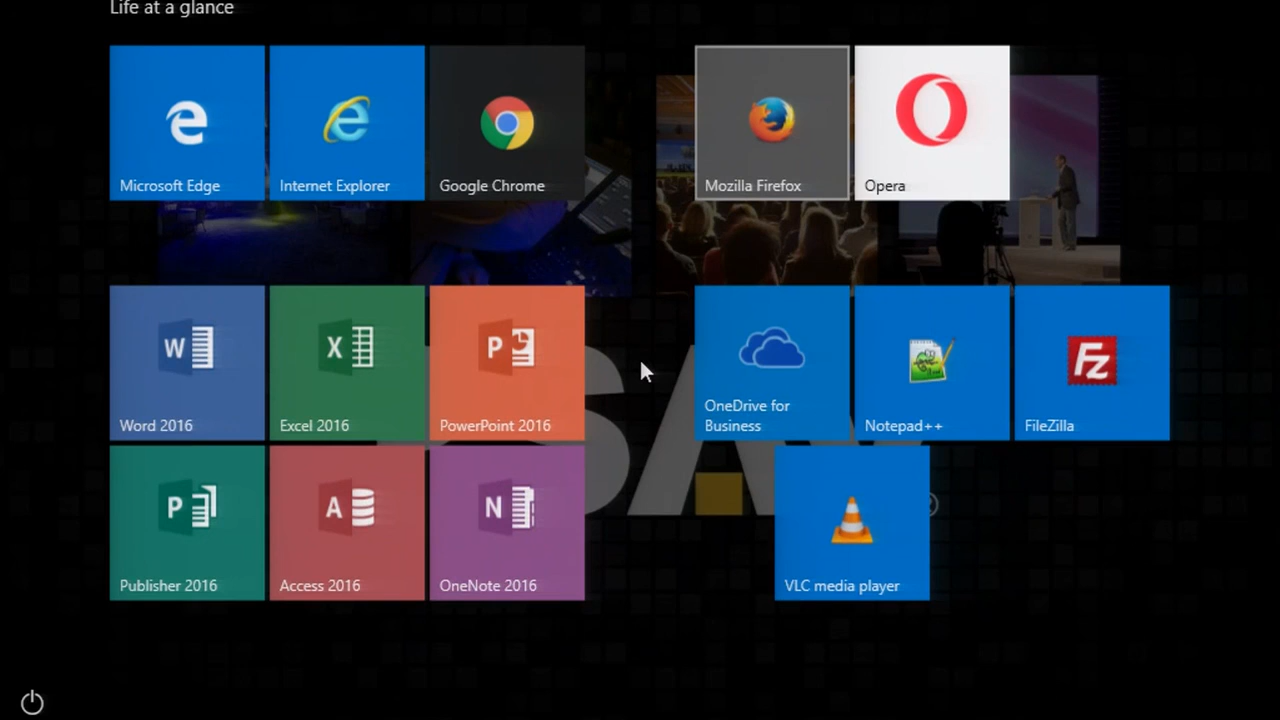 Life at a glance
Microsoft Edge
Internet Explorer
Google Chrome
Mozilla Firefox
Opera
W
X
P
Word 2016
Excel 2016
PowerPoint 2016
OneDrive for
Business
Notepad++
Fz
FileZilla
P
A
N
Publisher 2016
Access 2016
OneNote 2016
VLC media player